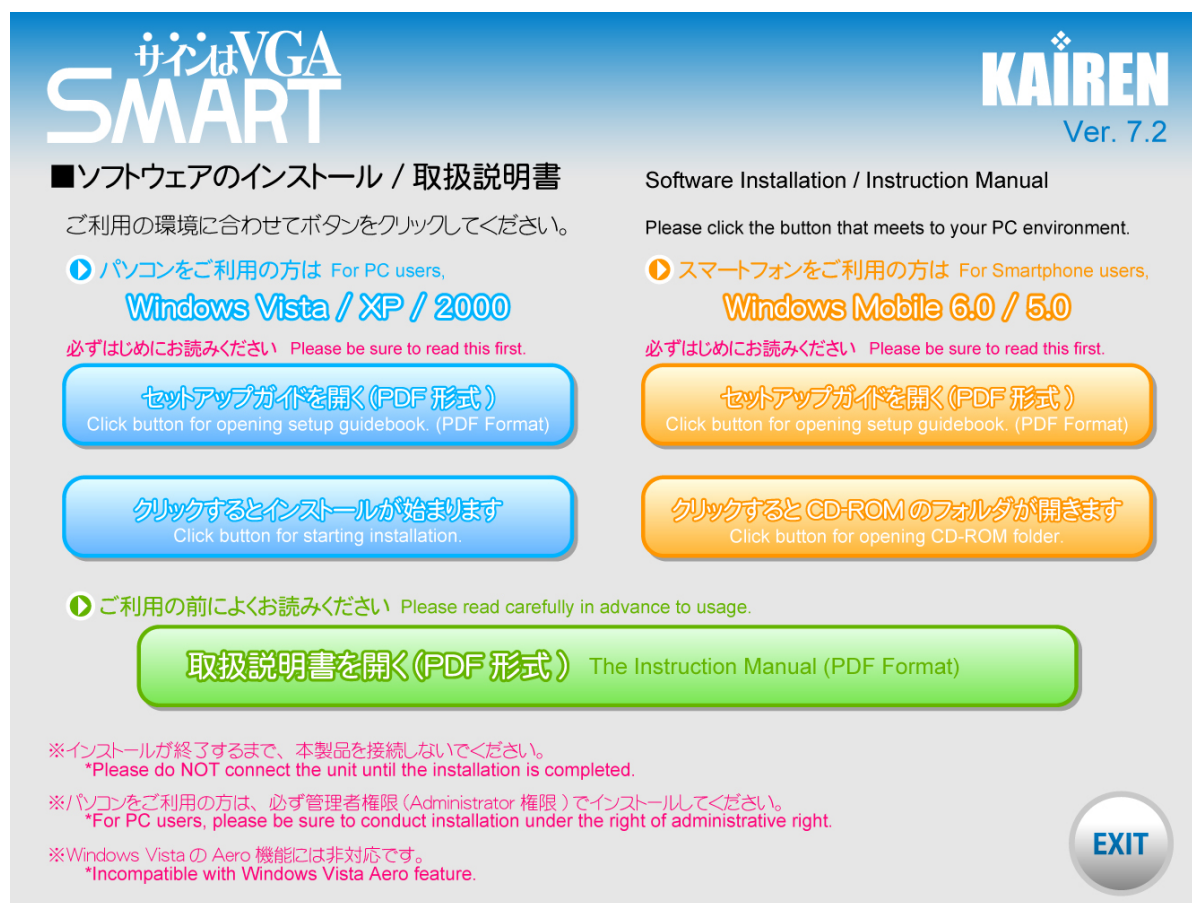 サインはVGA
SMART
KAIREN
Ver. 7.2
■ソフトウェアのインストール / 取扱説明書
Software Installation / Instruction Manual
ご利用の環境に合わせてボタンをクリックしてください。
Please click the button that meets to your PC environment.
パソコンをご利用の方は For PC users,
Windows Vista / XP / 2000
必ずはじめにお読みください Please be sure to read this first.
セットアップガイドを開く(PDF 形式 )
Click button for opening setup guidebook. (PDF Format)
クリックするとインストールが始まります
Click button for starting installation.
スマートフォンをご利用の方は For Smartphone users,
Windows Mobile 6.0 / 5.0
必ずはじめにお読みください Please be sure to read this first.
セットアップガイドを開く(PDF 形式 )
Click button for opening setup guidebook. (PDF Format)
クリックすると CD-ROM のフォルダが開きます
Click button for opening CD-ROM folder.
ご利用の前によくお読みください Please read carefully in advance to usage.
取扱説明書を開く(PDF 形式 ) The Instruction Manual (PDF Format)
※インストールが終了するまで、本製品を接続しないでください。
*Please do NOT connect the unit until the installation is completed.
※パソコンをご利用の方は、必ず管理者権限 (Administrator 権限 ) でインストールしてください。
*For PC users, please be sure to conduct installation under the right of administrative right.
※Windows Vista の Aero 機能には非対応です。
*Incompatible with Windows Vista Aero feature.
EXIT